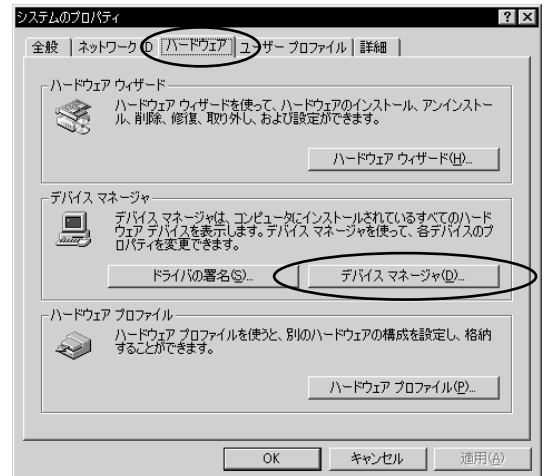 システムのプロパティ
全般 ネットワーク ID ハードウェア ユーザー プロファイル 詳細
ハードウェア ウィザード
ハードウェア ウィザードを使って、ハードウェアのインストール、アンインストー
ル、削除、修復、取り外し、および設定ができます。
ハードウェア ウィザード(H)...
デバイス マネージャ
デバイス マネージャは、コンピュータにインストールされているすべてのハード
ウェア デバイスを表示します。デバイス マネージャを使って、各デバイスのプ
ロパティを変更できます。
ドライバの署名(S)...
デバイス マネージャ(D)...
ハードウェア プロファイル
ハードウェア プロファイルを使うと、別のハードウェアの構成を設定し、格納
することができます。
ハードウェア プロファイル(P)...
OK キャンセル 適用(A)